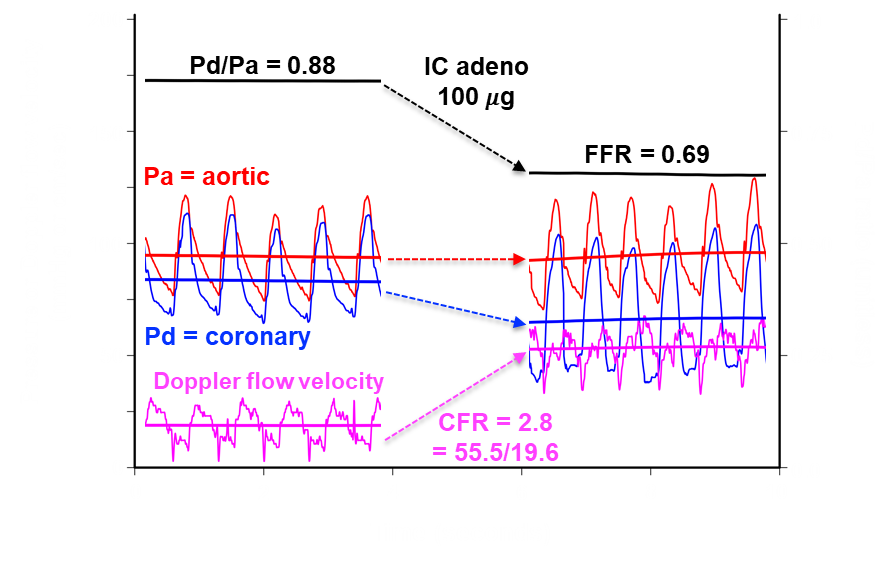 Pd/Pa = 0.88
IC adeno
100 𝜇g
FFR = 0.69
Pa = aortic
Pd = coronary
Doppler flow velocity
CFR = 2.8
= 55.5/19.6